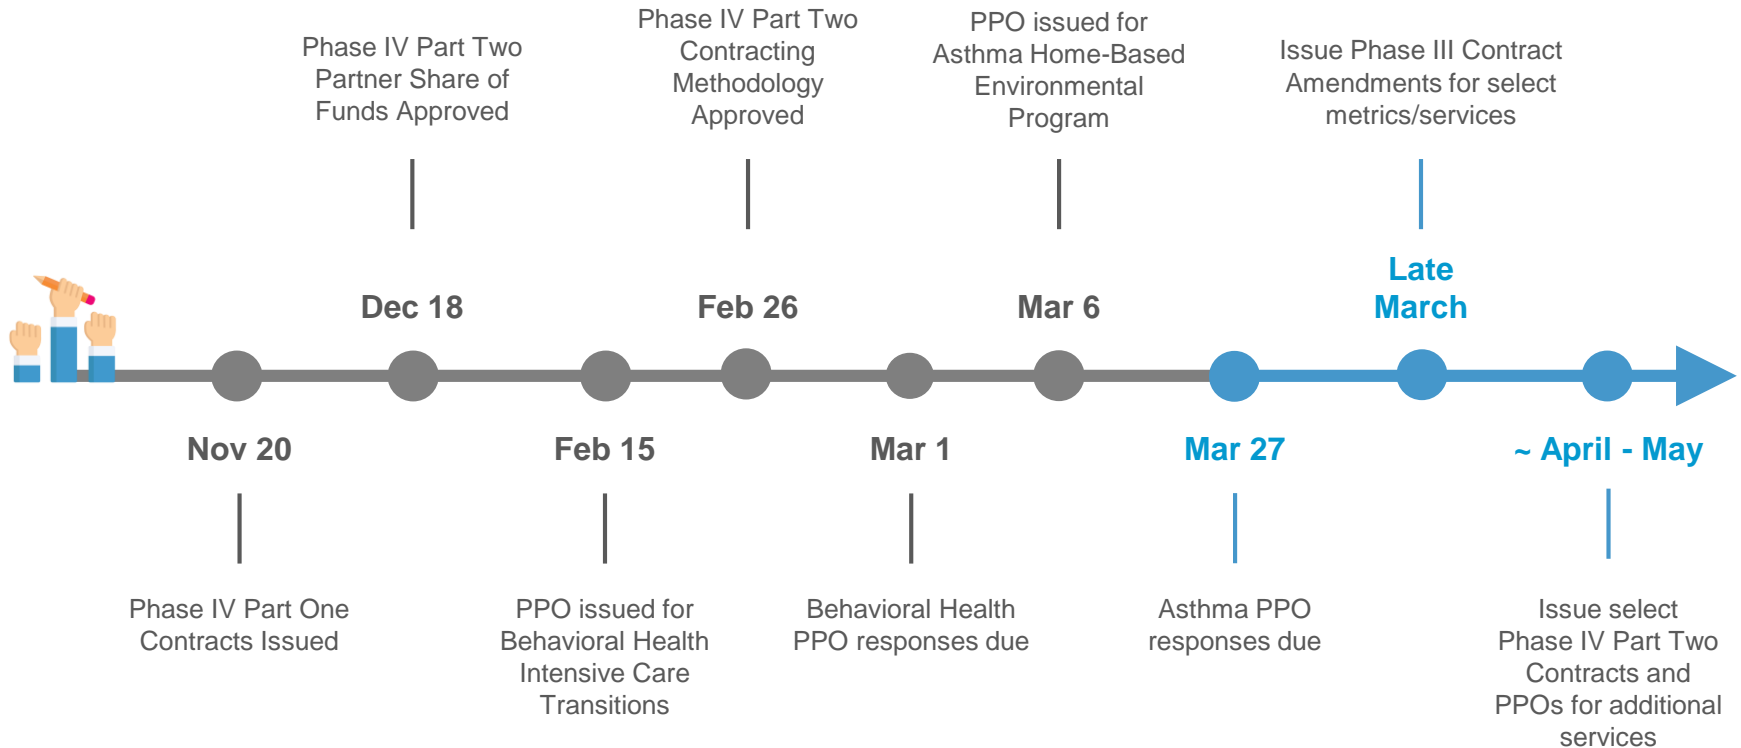 Phase IV Part Two
Partner Share of
Funds Approved
Phase IV Part Two
Contracting
Methodology
Approved
PPO issued for
Asthma Home-Based
Environmental
Program
Issue Phase III Contract
Amendments for select
metrics/services
Dec 18
Feb 26
Mar 6
Late
March
Nov 20
Feb 15
Mar 1
Mar 27
~ April - May
Phase IV Part One
Contracts Issued
PPO issued for
Behavioral Health
Intensive Care
Transitions
Behavioral Health
PPO responses due
Asthma PPO
responses due
Issue select
Phase IV Part Two
Contracts and
PPOs for additional
services